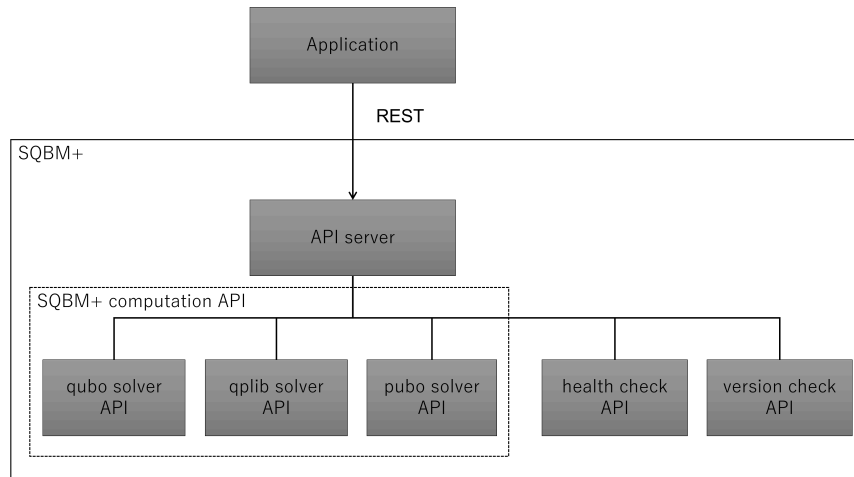 Application
REST
SQBM+
API server
SQBM+ computation API
qubo solver
API
qplib solver
API
pubo solver
API
health check
API
version check
API